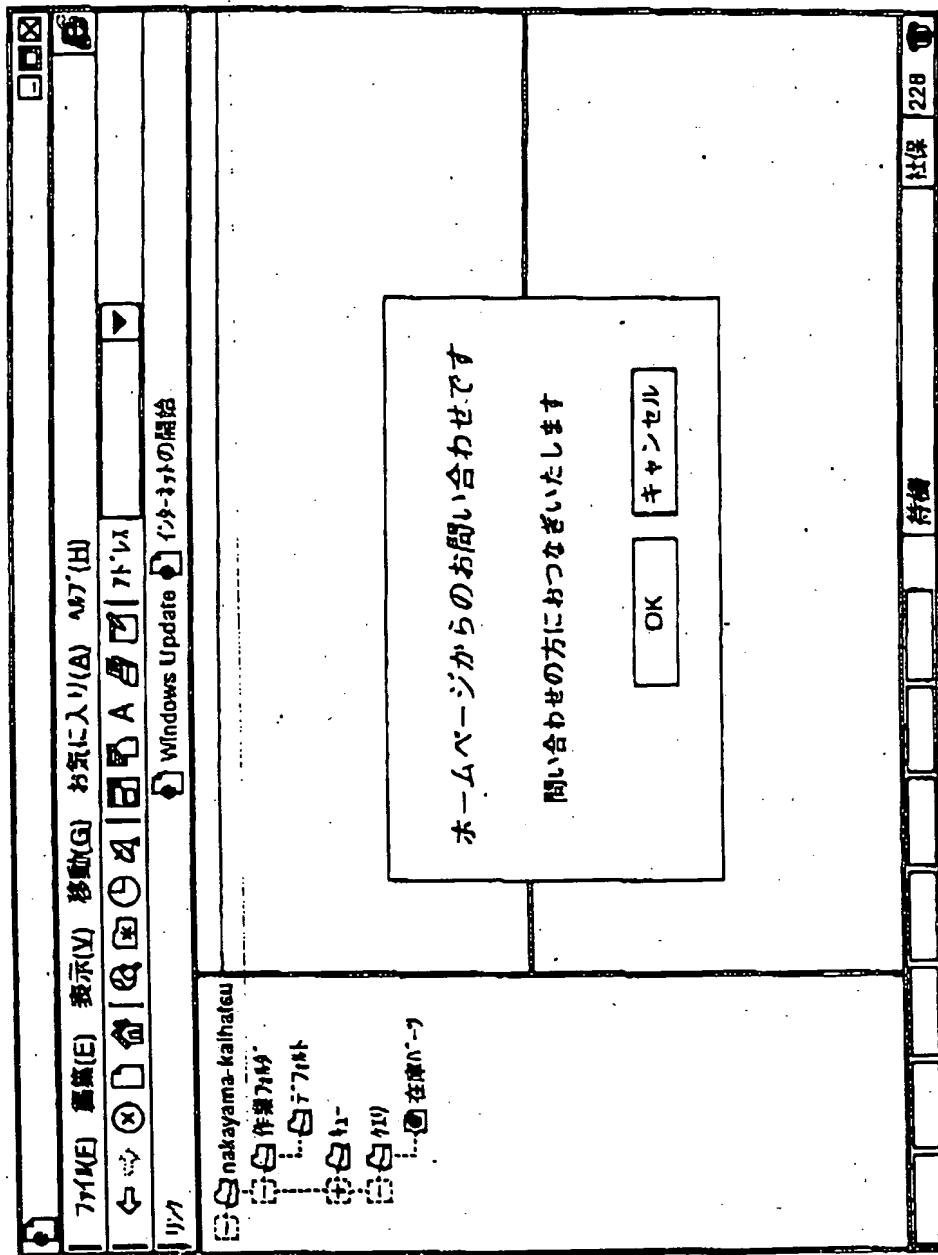 ファイル(F) 編集(E) 表示(V) 移動(G) お気に入り(A) ヘルプ(H)
A アドレス
リンク Windows Update インターネットの開始
nakayama-kaihatsu
作業フォルダ
デフォルト
キュー
クエリ
在庫ページ
ホームページからのお問い合わせです
問い合わせの方におつなぎいたします
OK キャンセル
待機 社保 228